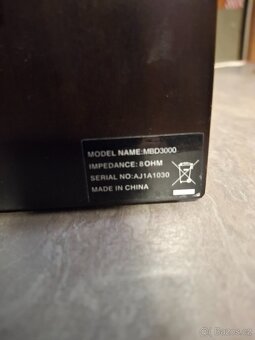 MODEL NAME:MBD3000
IMPEDANCE:8OHM
SERIAL NO:AJ1A1030
MADE IN CHINA
Bazos.cz